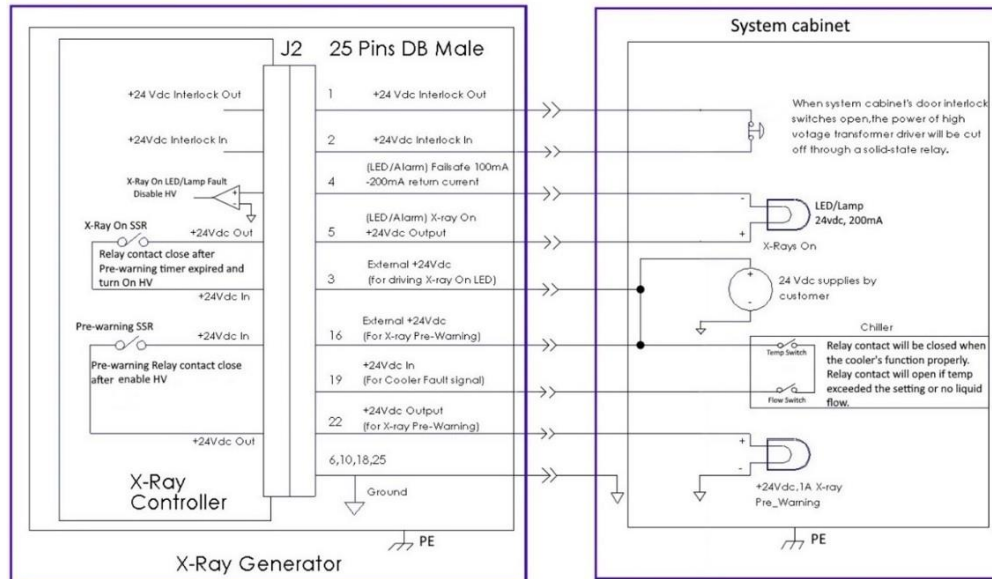 System cabinet
J2 25 Pins DB Male
+24 Vdc Interlock Out
1 +24 Vdc Interlock Out
+24Vdc Interlock In
2 +24Vdc Interlock In
X-Ray On LED/Lamp Fault
Disable HV
4 (LED/Alarm) Failsafe 100mA
-200mA return current
X-Ray On SSR
+24Vdc Out
Relay contact close after
Pre-warning timer expired and
turn On HV
+24Vdc In
5 (LED/Alarm) X-ray On
+24Vdc Output
3 External +24Vdc
(for driving X-ray On LED)
Pre-warning SSR
+24Vdc In
Pre-warning Relay contact close
after enable HV
+24Vdc Out
16 External +24Vdc
(For X-ray Pre-Warning)
19 +24Vdc In
(For Cooler Fault signal)
22 +24Vdc Output
(for X-ray Pre-Warning)
6,10,18,25
Ground
X-Ray
Controller
PE
X-Ray Generator
When system cabinet's door interlock
switches open,the power of high
votage transformer driver will be cut
off through a solid-state relay.
-
+
LED/Lamp
24vdc, 200mA
X-Rays On
+
-
24 Vdc supplies by
customer
Chiller
Temp Switch
Flow Switch
Relay contact will be closed when
the cooler's function properly.
Relay contact will open if temp
exceeded the setting or no liquid
flow.
+
-
+24Vdc,1A X-ray
Pre_Warning
PE